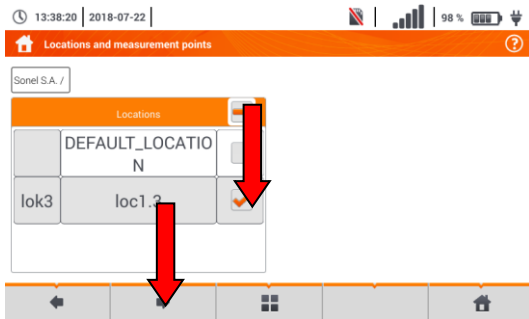 13:38:20 2018-07-22 98 %
Locations and measurement points
Sonel S.A. /
Locations
DEFAULT_LOCATIO
N
lok3 loc1.3